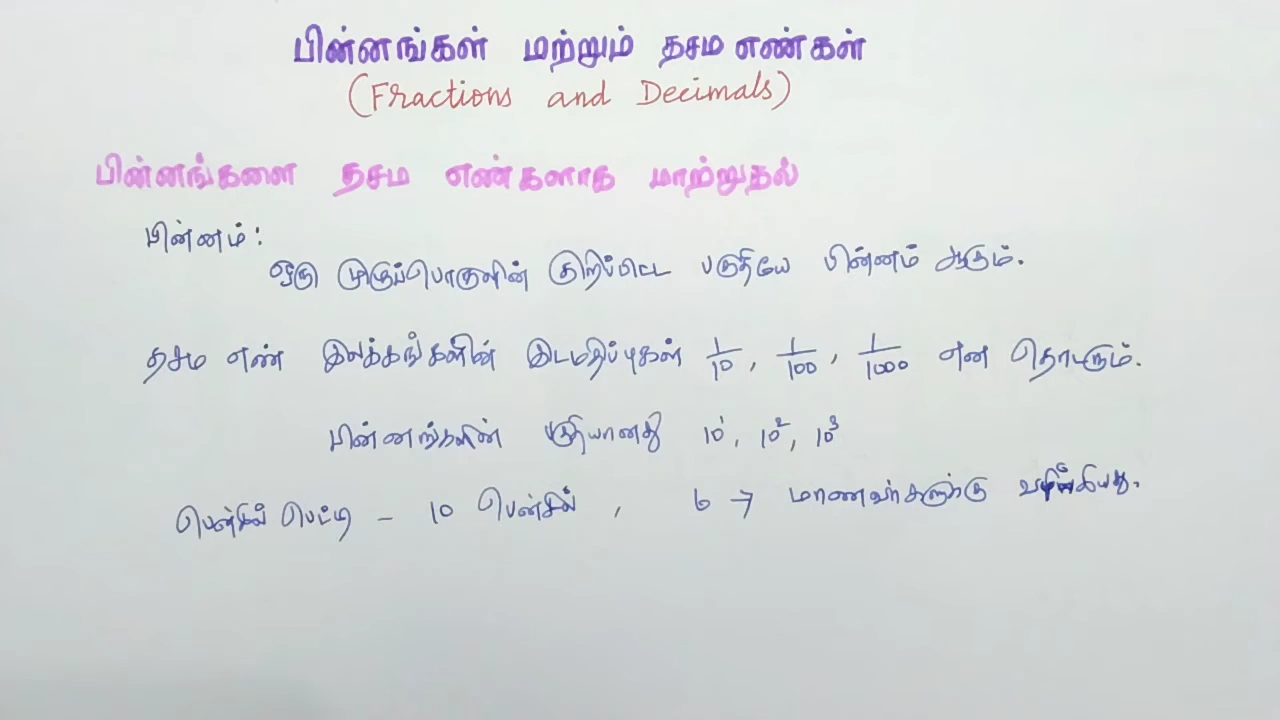 பின்னங்கள் மற்றும் தசம எண்கள்
(Fractions and Decimals)
பின்னங்களை தசம எண்களாக மாற்றுதல்
பின்னம்:
ஒரு முழுப்பொருளின் குறிப்பிட்ட பகுதியே பின்னம் ஆகும்.
தசம எண் இலக்கங்களின் இடமதிப்புகள் 1/10, 1/100, 1/1000 என தொடரும்.
பின்னங்களின் பகுதியானது 10¹, 10², 10³
பென்சில் பெட்டி – 10 பென்சில், 6 → மாணவர்களுக்கு வழங்கியது.